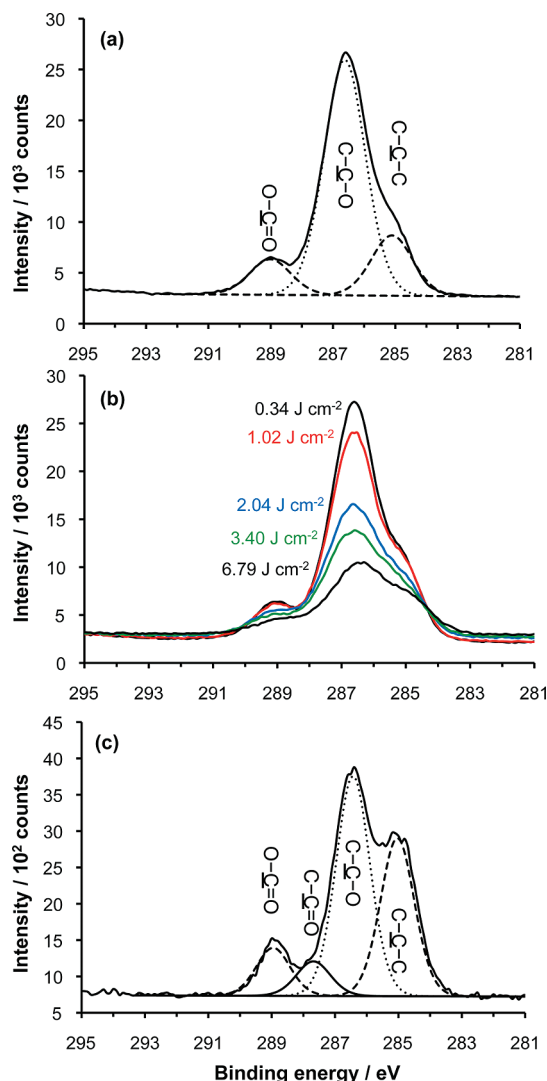 (a)
Intensity / 10³ counts
30
25
20
15
10
5
0
O-C=O
C-C-O
C-C-C
295 293 291 289 287 285 283 281
(b)
Intensity / 10³ counts
30
25
20
15
10
5
0
0.34 J cm⁻²
1.02 J cm⁻²
2.04 J cm⁻²
3.40 J cm⁻²
6.79 J cm⁻²
295 293 291 289 287 285 283 281
(c)
Intensity / 10² counts
45
40
35
30
25
20
15
10
5
O-C=O
C-C=O
C-C-O
C-C-C
295 293 291 289 287 285 283 281
Binding energy / eV